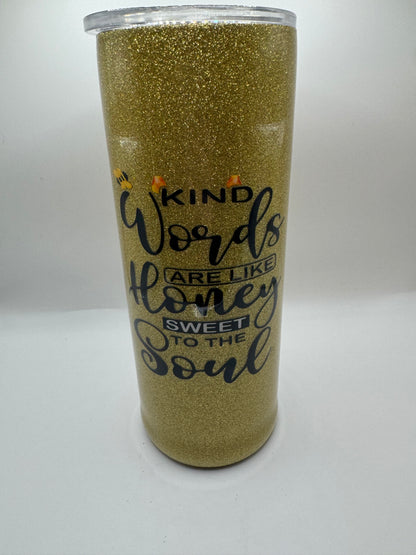 KIND
Words
ARE LIKE
Honey
SWEET
TO THE
Soul